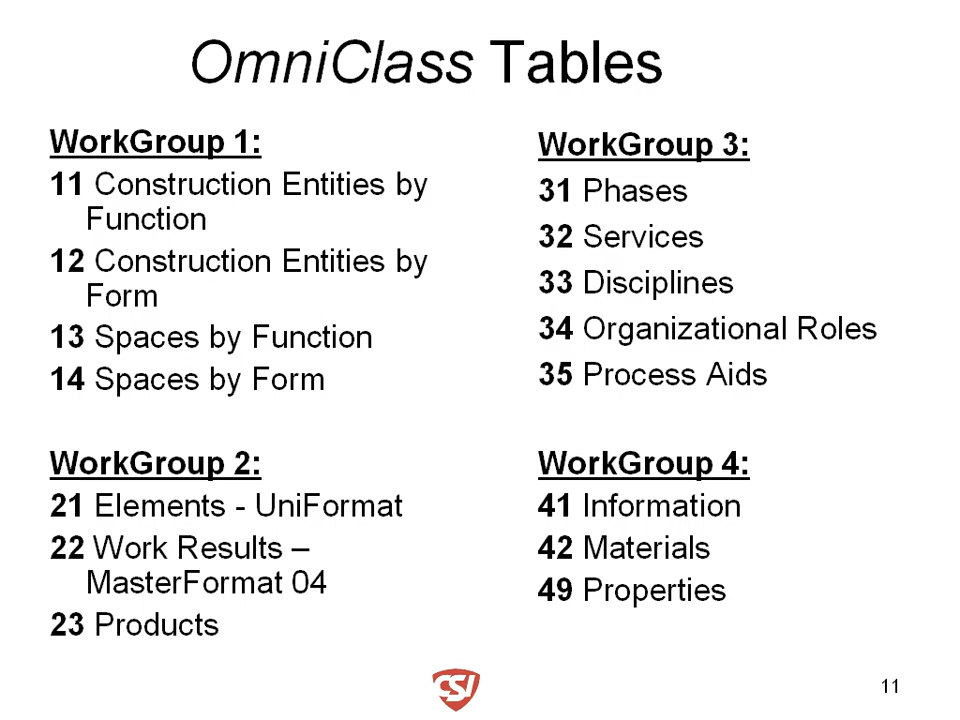 OmniClass Tables
WorkGroup 1:
11 Construction Entities by
Function
12 Construction Entities by
Form
13 Spaces by Function
14 Spaces by Form
WorkGroup 2:
21 Elements - UniFormat
22 Work Results –
MasterFormat 04
23 Products
WorkGroup 3:
31 Phases
32 Services
33 Disciplines
34 Organizational Roles
35 Process Aids
WorkGroup 4:
41 Information
42 Materials
49 Properties
CSI
11